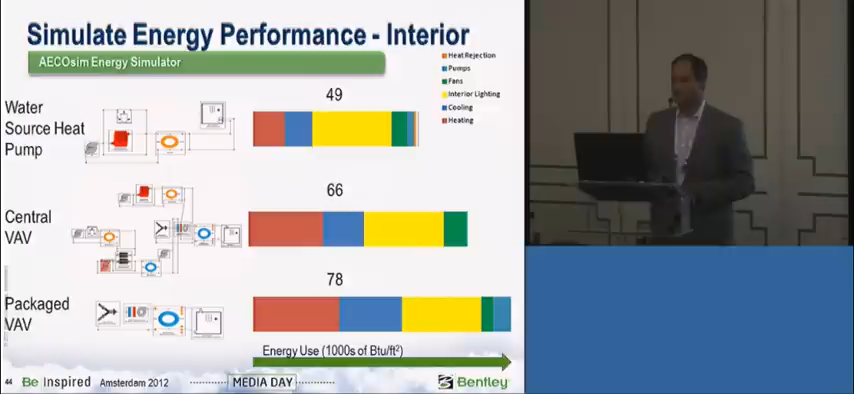 Simulate Energy Performance - Interior
AECOsim Energy Simulator
Heat Rejection
Pumps
Fans
Interior Lighting
Cooling
Heating
Water
Source Heat
Pump
49
Central
VAV
66
Packaged
VAV
78
Energy Use (1000s of Btu/ft²)
44 Be Inspired Amsterdam 2012
MEDIA DAY
Bentley